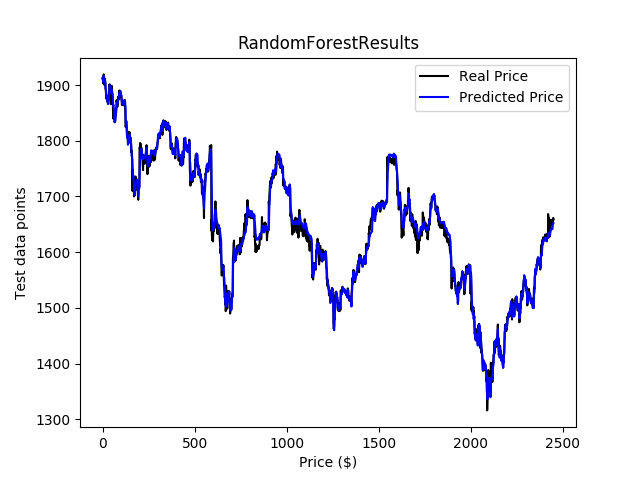 RandomForestResults
Real Price
Predicted Price
1900
1800
1700
1600
1500
1400
1300
Test data points
0 500 1000 1500 2000 2500
Price ($)